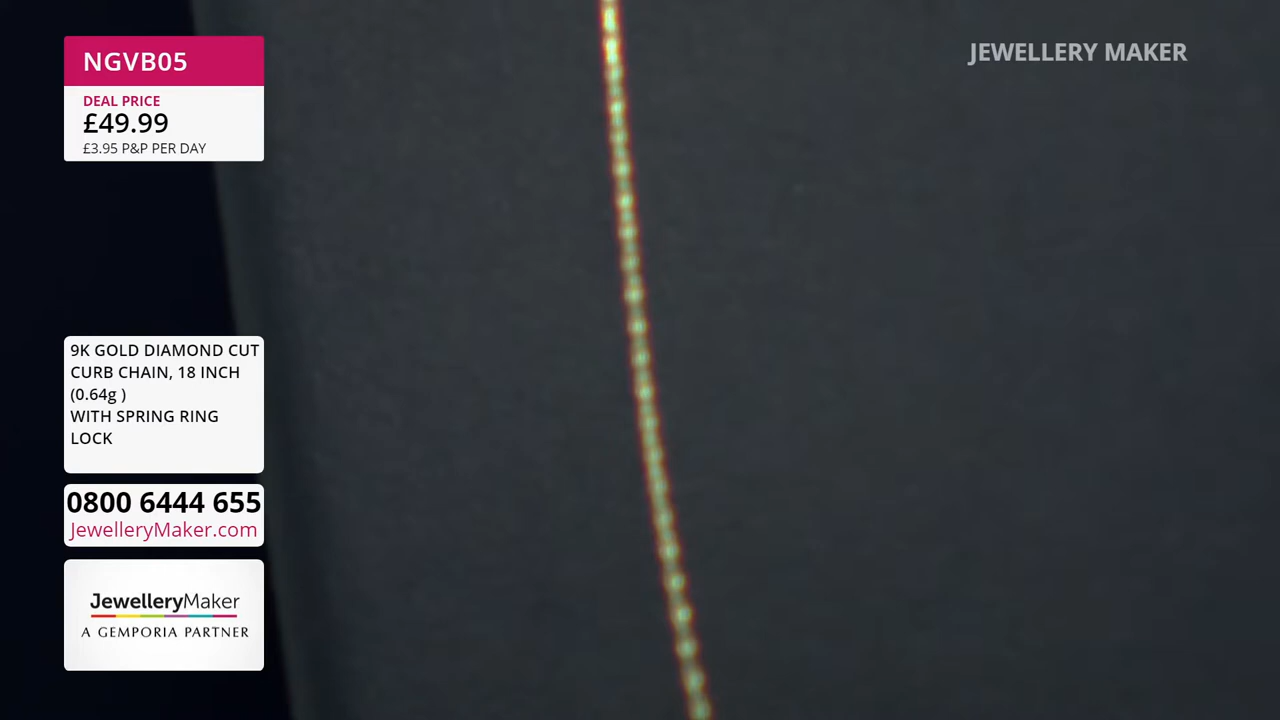 NGVB05
DEAL PRICE
£49.99
£3.95 P&P PER DAY
JEWELLERY MAKER
9K GOLD DIAMOND CUT
CURB CHAIN, 18 INCH
(0.64g )
WITH SPRING RING
LOCK
0800 6444 655
JewelleryMaker.com
JewelleryMaker
A GEMPORIA PARTNER